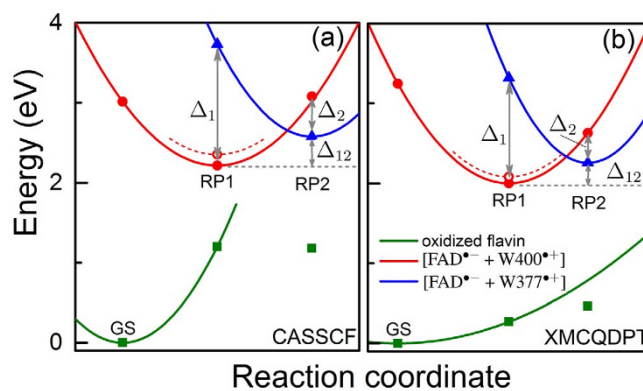 Energy (eV)
4
2
0
(a)
Δ₁
Δ₂
Δ₁₂
RP1
RP2
GS
CASSCF
(b)
Δ₁
Δ₂
Δ₁₂
RP1
RP2
oxidized flavin
[FAD•− + W400•+]
[FAD•− + W377•+]
GS
XMCQDPT
Reaction coordinate